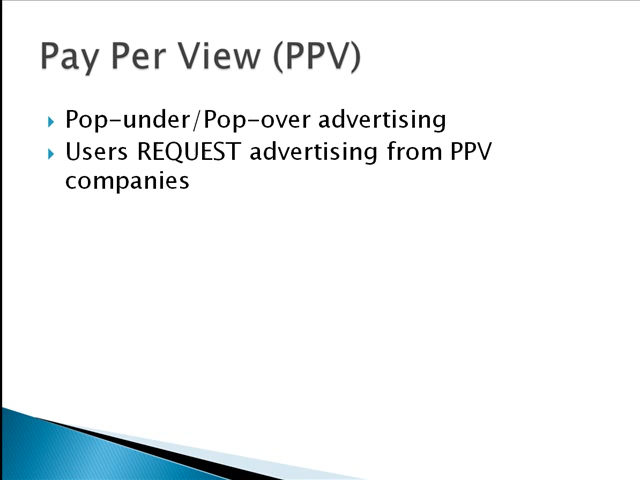 Pay Per View (PPV)
Pop-under/Pop-over advertising
Users REQUEST advertising from PPV
companies